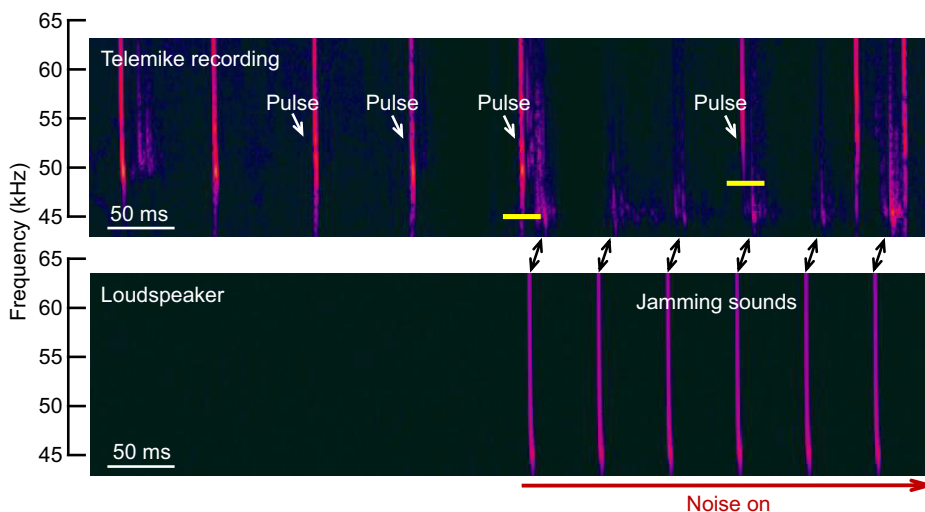 65
Telemike recording
60
55
Pulse Pulse Pulse Pulse
50
45
50 ms
Frequency (kHz)
65
Loudspeaker
Jamming sounds
60
55
50
45
50 ms
Noise on